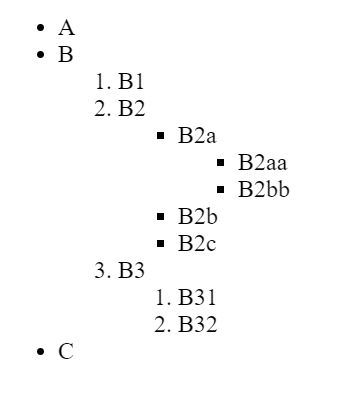 • A
• B
1. B1
2. B2
▪ B2a
▪ B2aa
▪ B2bb
▪ B2b
▪ B2c
3. B3
1. B31
2. B32
• C